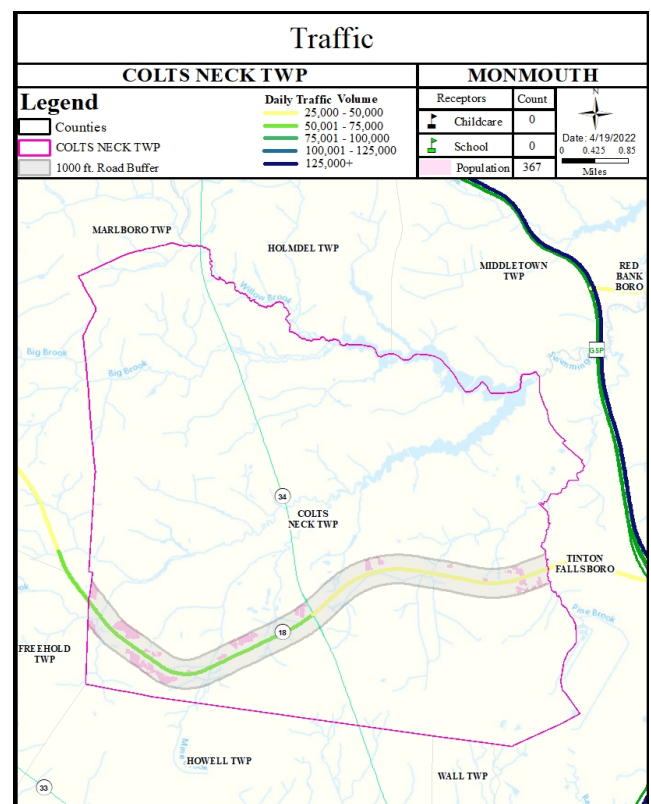 Traffic
COLTS NECK TWP
MONMOUTH
Legend
Counties
COLTS NECK TWP
1000 ft. Road Buffer
Daily Traffic Volume
25,000 - 50,000
50,001 - 75,000
75,001 - 100,000
100,001 - 125,000
125,000+
Receptors Count
Childcare 0
School 0
Population 367
N
Date: 4/19/2022
0 0.425 0.85
Miles
MARLBORO TWP
HOLMDEL TWP
MIDDLETOWN
TWP
RED
BANK
BORO
Willow Brook
Big Brook
Big Brook
GSP
34
COLTS
NECK TWP
TINTON
FALLSBORO
Pine Brook
18
FREEHOLD
TWP
HOWELL TWP
WALL TWP
33